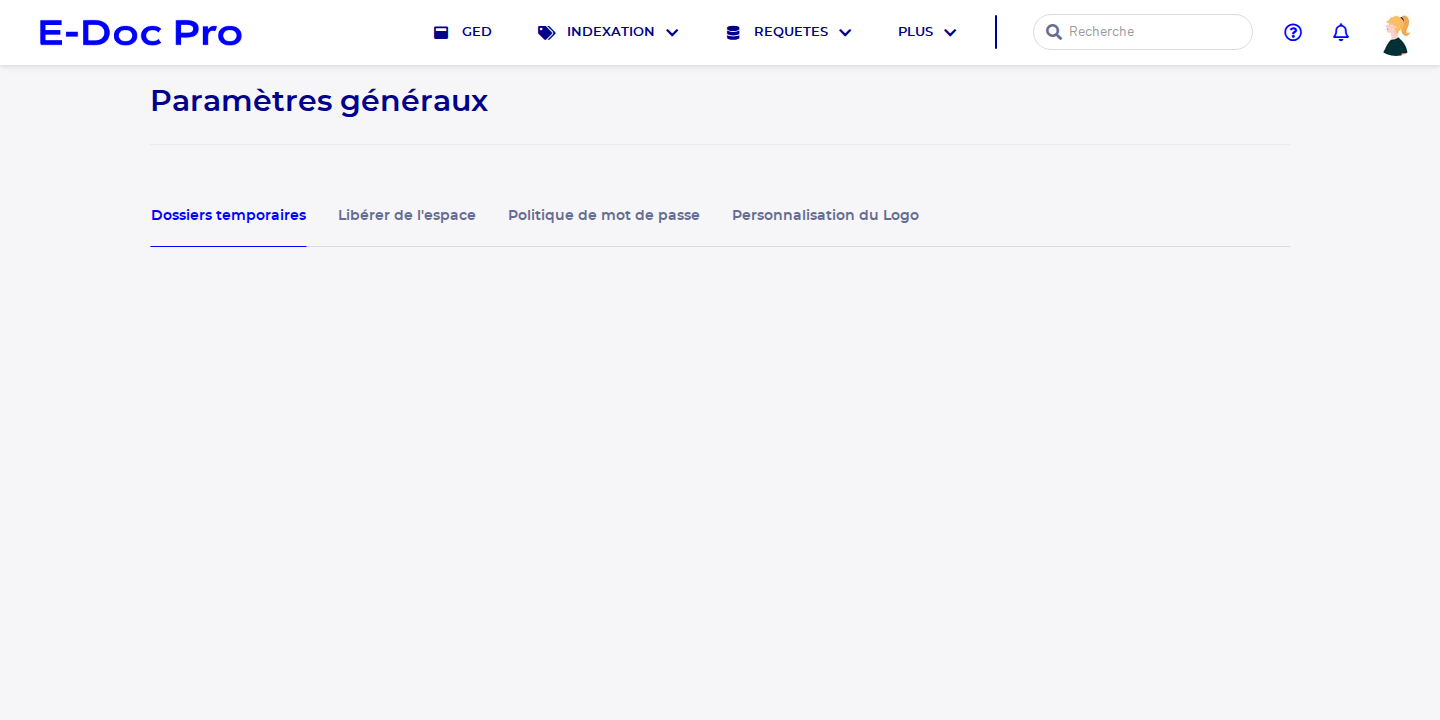 E-Doc Pro
GED
INDEXATION
REQUETES
PLUS
Recherche
Paramètres généraux
Dossiers temporaires
Libérer de l'espace
Politique de mot de passe
Personnalisation du Logo